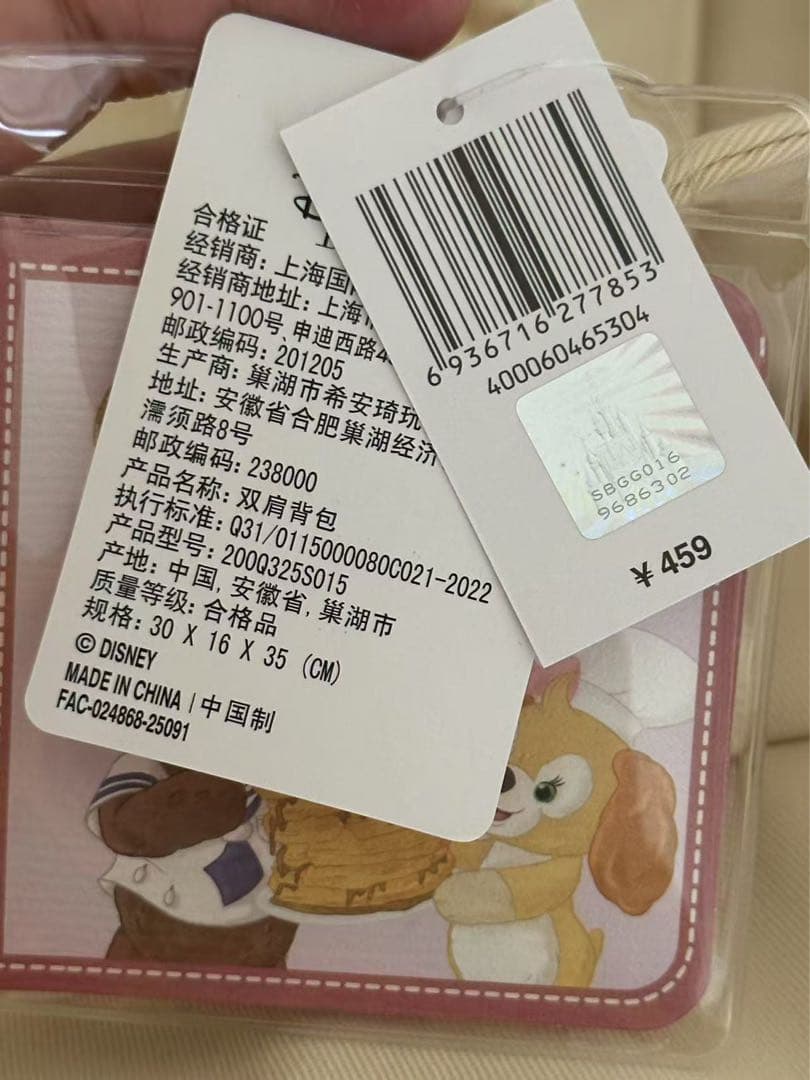 合格证
经销商: 上海国
经销商地址: 上海
901-1100号, 申迪西路4
邮政编码: 201205
生产商: 巢湖市希安琦玩
地址: 安徽省合肥巢湖经济
濡须路8号
邮政编码: 238000
产品名称: 双肩背包
执行标准: Q31/0115000080C021-2022
产品型号: 200Q325S015
产地: 中国, 安徽省, 巢湖市
质量等级: 合格品
规格: 30 X 16 X 35 (CM)
© DISNEY
MADE IN CHINA | 中国制
FAC-024868-25091
6 936716 277853
400060465304
SBGG016
9686302
¥ 459